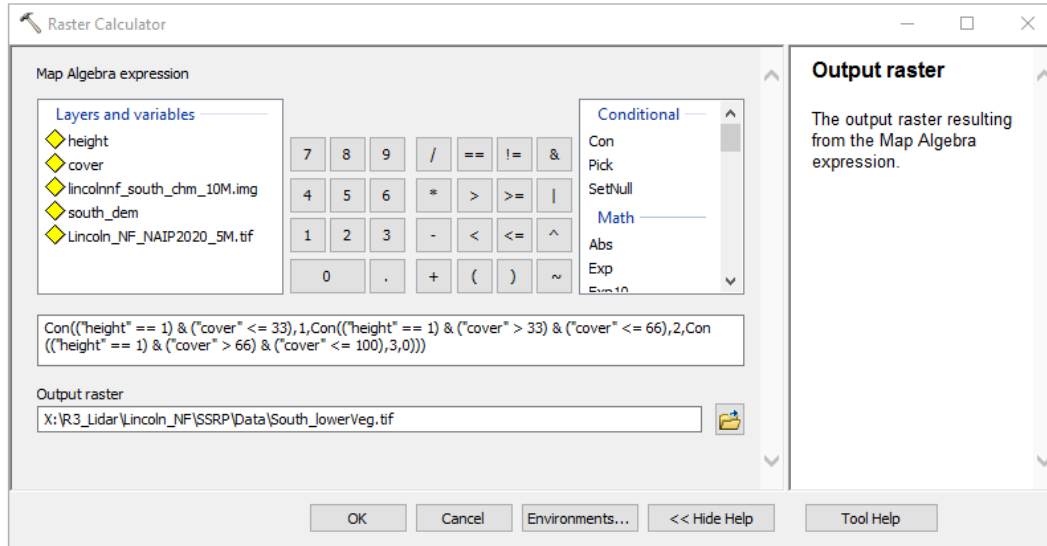 Raster Calculator
Map Algebra expression
Layers and variables
height
cover
lincolnnf_south_chm_10M.img
south_dem
Lincoln_NF_NAIP2020_5M.tif
7 8 9 / == != &
4 5 6 * > >= |
1 2 3 - < <= ^
0 . + ( ) ~
Conditional
Con
Pick
SetNull
Math
Abs
Exp
Exp10
Con(("height" == 1) & ("cover" <= 33),1,Con(("height" == 1) & ("cover" > 33) & ("cover" <= 66),2,Con
(("height" == 1) & ("cover" > 66) & ("cover" <= 100),3,0)))
Output raster
X:\R3_Lidar\Lincoln_NF\SSRP\Data\South_lowerVeg.tif
OK Cancel Environments... << Hide Help Tool Help
Output raster
The output raster resulting
from the Map Algebra
expression.